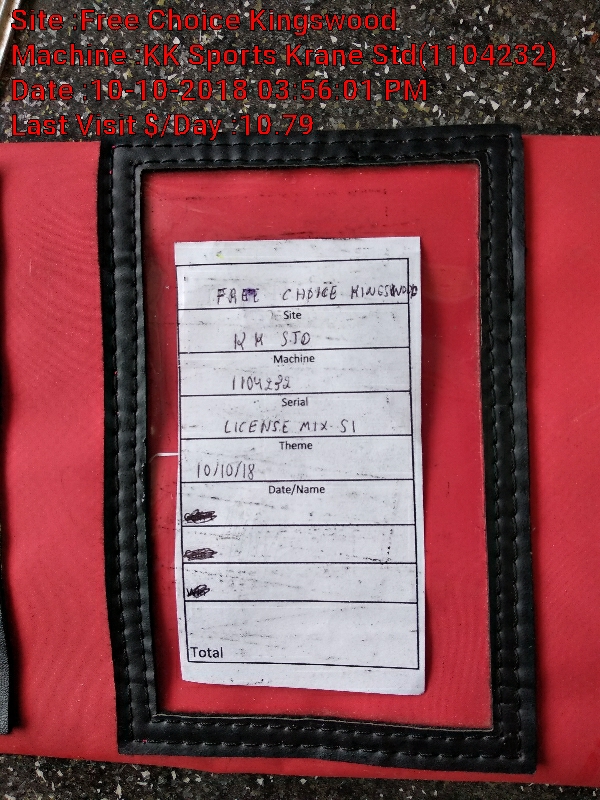 Site :Free Choice Kingswood
Machine :KK Sports Krane Std(1104232)
Date :10-10-2018 03:56:01 PM
Last Visit $/Day :10.79
FREE CHOICE KINGSWOOD
Site
KK STD
Machine
1104232
Serial
LICENSE MIX S1
Theme
10/10/18
Date/Name
Total